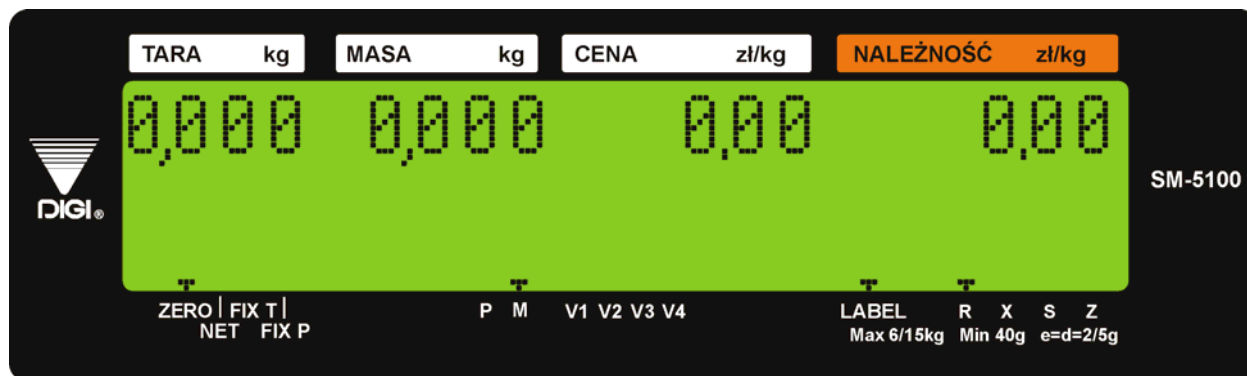 TARA kg MASA kg CENA zł/kg NALEŻNOŚĆ zł/kg
0,000 0,000 0,00 0,00
DIGI®
SM-5100
ZERO FIX T P M V1 V2 V3 V4 LABEL R X S Z
NET FIX P Max 6/15kg Min 40g e=d=2/5g